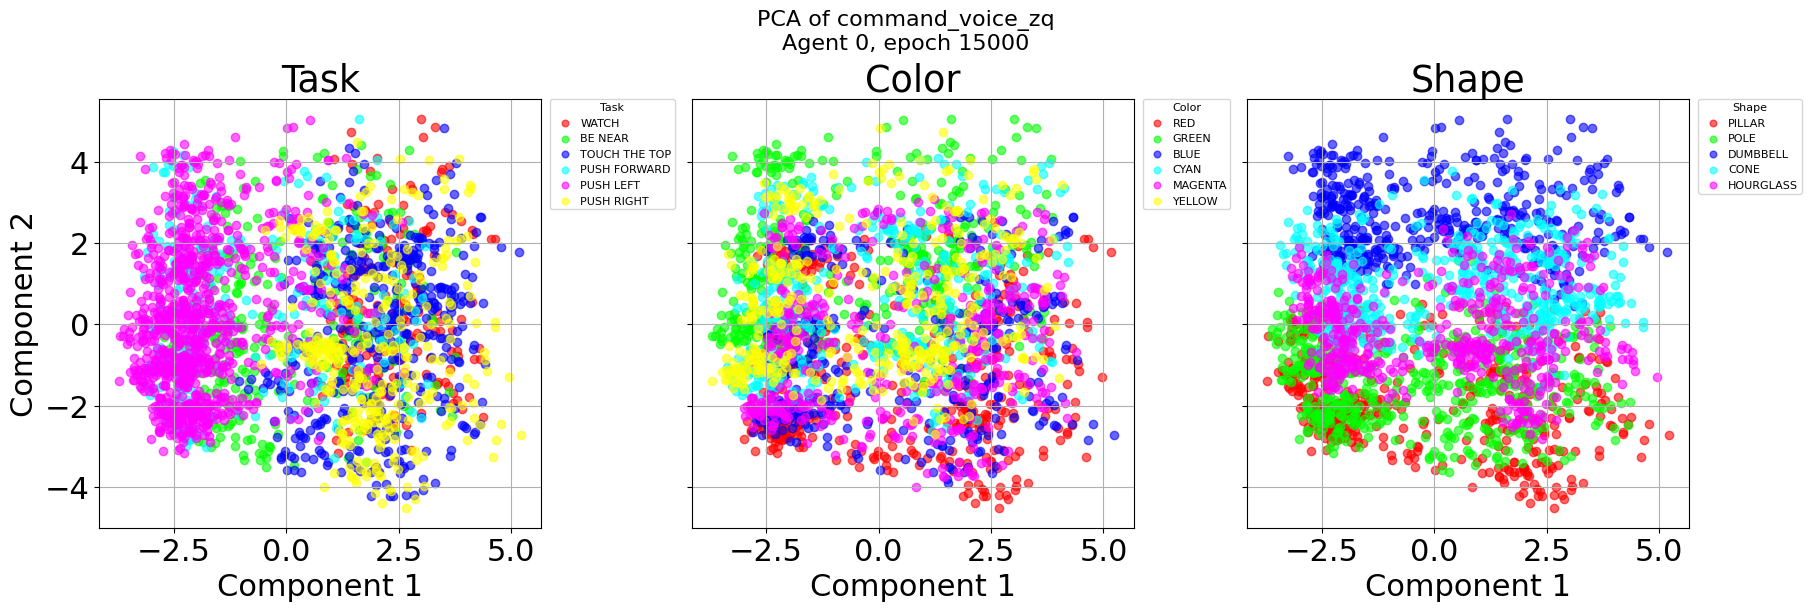 PCA of command_voice_zq
Agent 0, epoch 15000
Task
Component 2
4
2
0
−2
−4
−2.5 0.0 2.5 5.0
Component 1
Task
WATCH
BE NEAR
TOUCH THE TOP
PUSH FORWARD
PUSH LEFT
PUSH RIGHT
Color
−2.5 0.0 2.5 5.0
Component 1
Color
RED
GREEN
BLUE
CYAN
MAGENTA
YELLOW
Shape
−2.5 0.0 2.5 5.0
Component 1
Shape
PILLAR
POLE
DUMBBELL
CONE
HOURGLASS